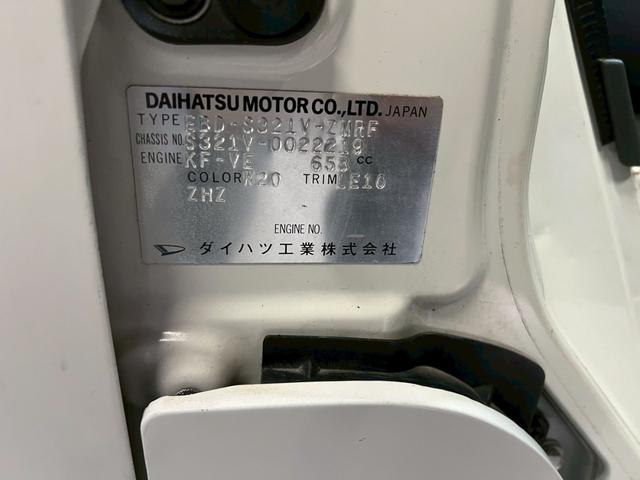 DAIHATSU MOTOR CO., LTD. JAPAN
TYPE EBD-S321V-ZMRF
CHASSIS NO. S321V-0022219
ENGINE KF-VE 658 CC
COLOR W20 TRIM LE10
ZHZ
ENGINE NO.
ダイハツ工業株式会社